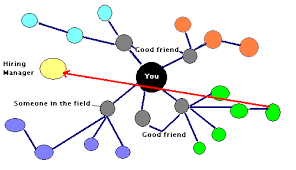 Good friend
Hiring
Manager
You
Someone in the field
Good friend